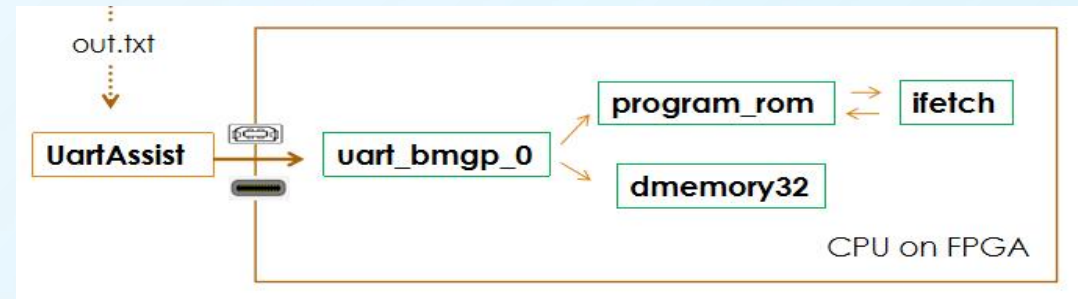 out.txt
UartAssist
uart_bmgp_0
program_rom
ifetch
dmemory32
CPU on FPGA